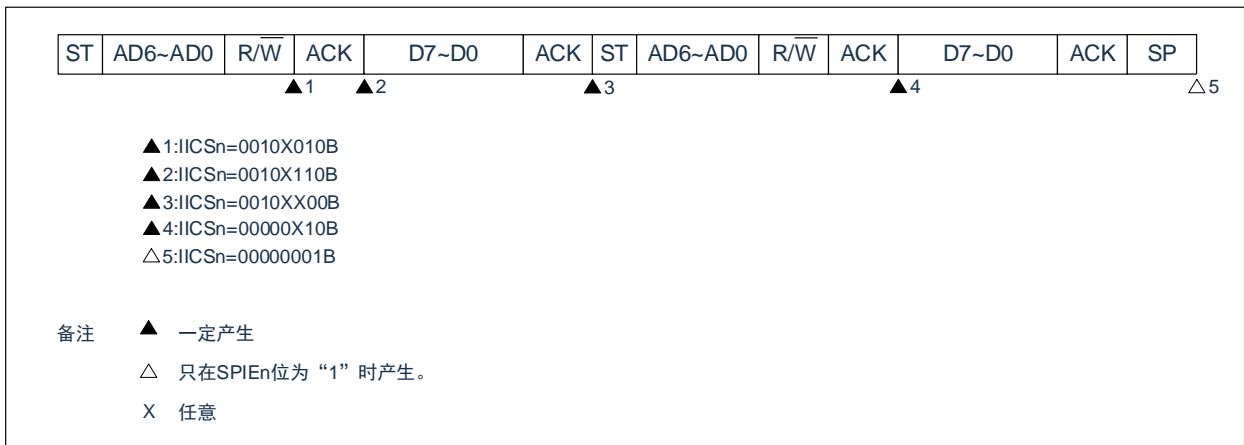 ST AD6~AD0 R/W̅ ACK D7~D0 ACK ST AD6~AD0 R/W̅ ACK D7~D0 ACK SP
▲1 ▲2 ▲3 ▲4 △5
▲1:IICSn=0010X010B
▲2:IICSn=0010X110B
▲3:IICSn=0010XX00B
▲4:IICSn=00000X10B
△5:IICSn=00000001B
备注 ▲ 一定产生
△ 只在SPIEn位为“1”时产生。
X 任意